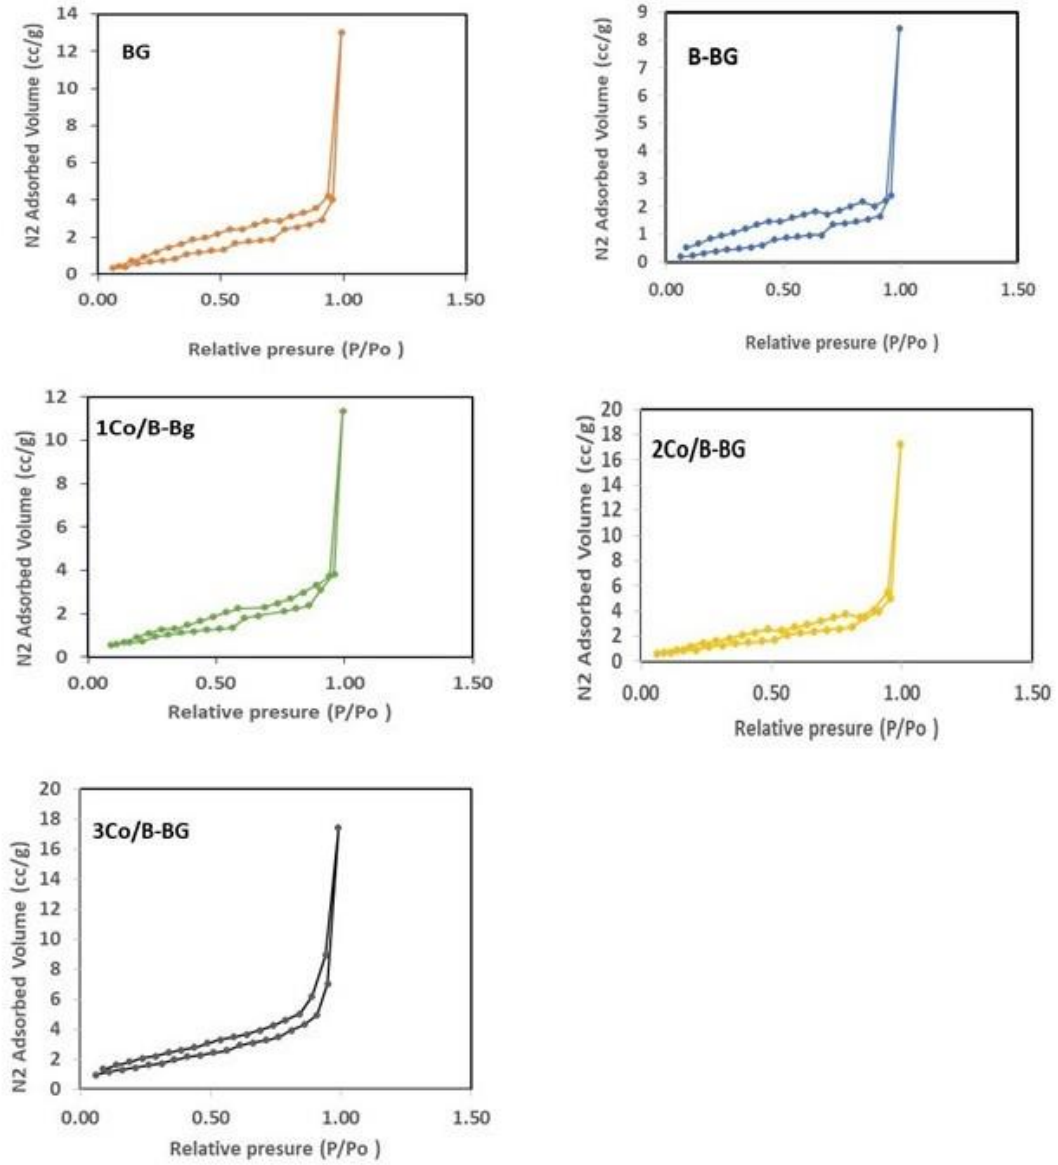 BG
N2 Adsorbed Volume (cc/g)
14
12
10
8
6
4
2
0
0.00 0.50 1.00 1.50
Relative presure (P/Po )
B-BG
N2 Adsorbed Volume (cc/g)
9
8
7
6
5
4
3
2
1
0
0.00 0.50 1.00 1.50
Relative presure (P/Po )
1Co/B-Bg
N2 Adsorbed Volume (cc/g)
12
10
8
6
4
2
0
0.00 0.50 1.00 1.50
Relative presure (P/Po )
2Co/B-BG
N2 Adsorbed Volume (cc/g)
20
18
16
14
12
10
8
6
4
2
0
0.00 0.50 1.00 1.50
Relative presure (P/Po )
3Co/B-BG
N2 Adsorbed Volume (cc/g)
20
18
16
14
12
10
8
6
4
2
0
0.00 0.50 1.00 1.50
Relative presure (P/Po )